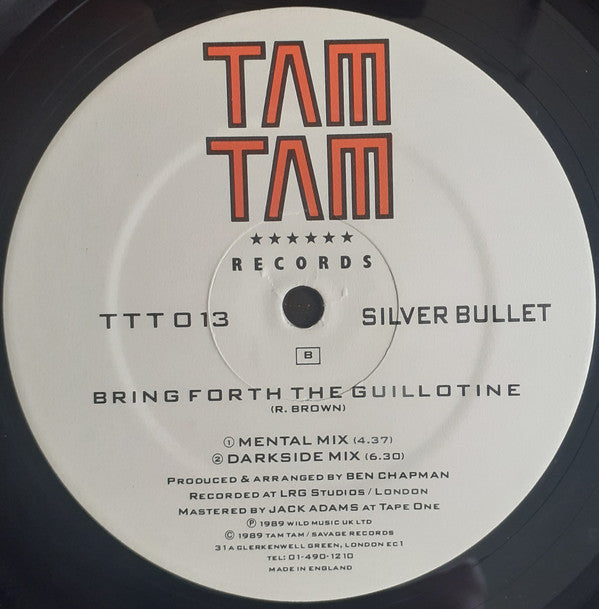 TAM
TAM
★★★★★★
RECORDS
TTT 013 SILVER BULLET
B
BRING FORTH THE GUILLOTINE
(R. BROWN)
① MENTAL MIX (4.37)
② DARKSIDE MIX (6.30)
PRODUCED & ARRANGED BY BEN CHAPMAN
RECORDED AT LRG STUDIOS / LONDON
MASTERED BY JACK ADAMS AT TAPE ONE
Ⓟ 1989 WILD MUSIC UK LTD
© 1989 TAM TAM / SAVAGE RECORDS
31A CLERKENWELL GREEN, LONDON EC1
TEL: 01-490-1210
MADE IN ENGLAND